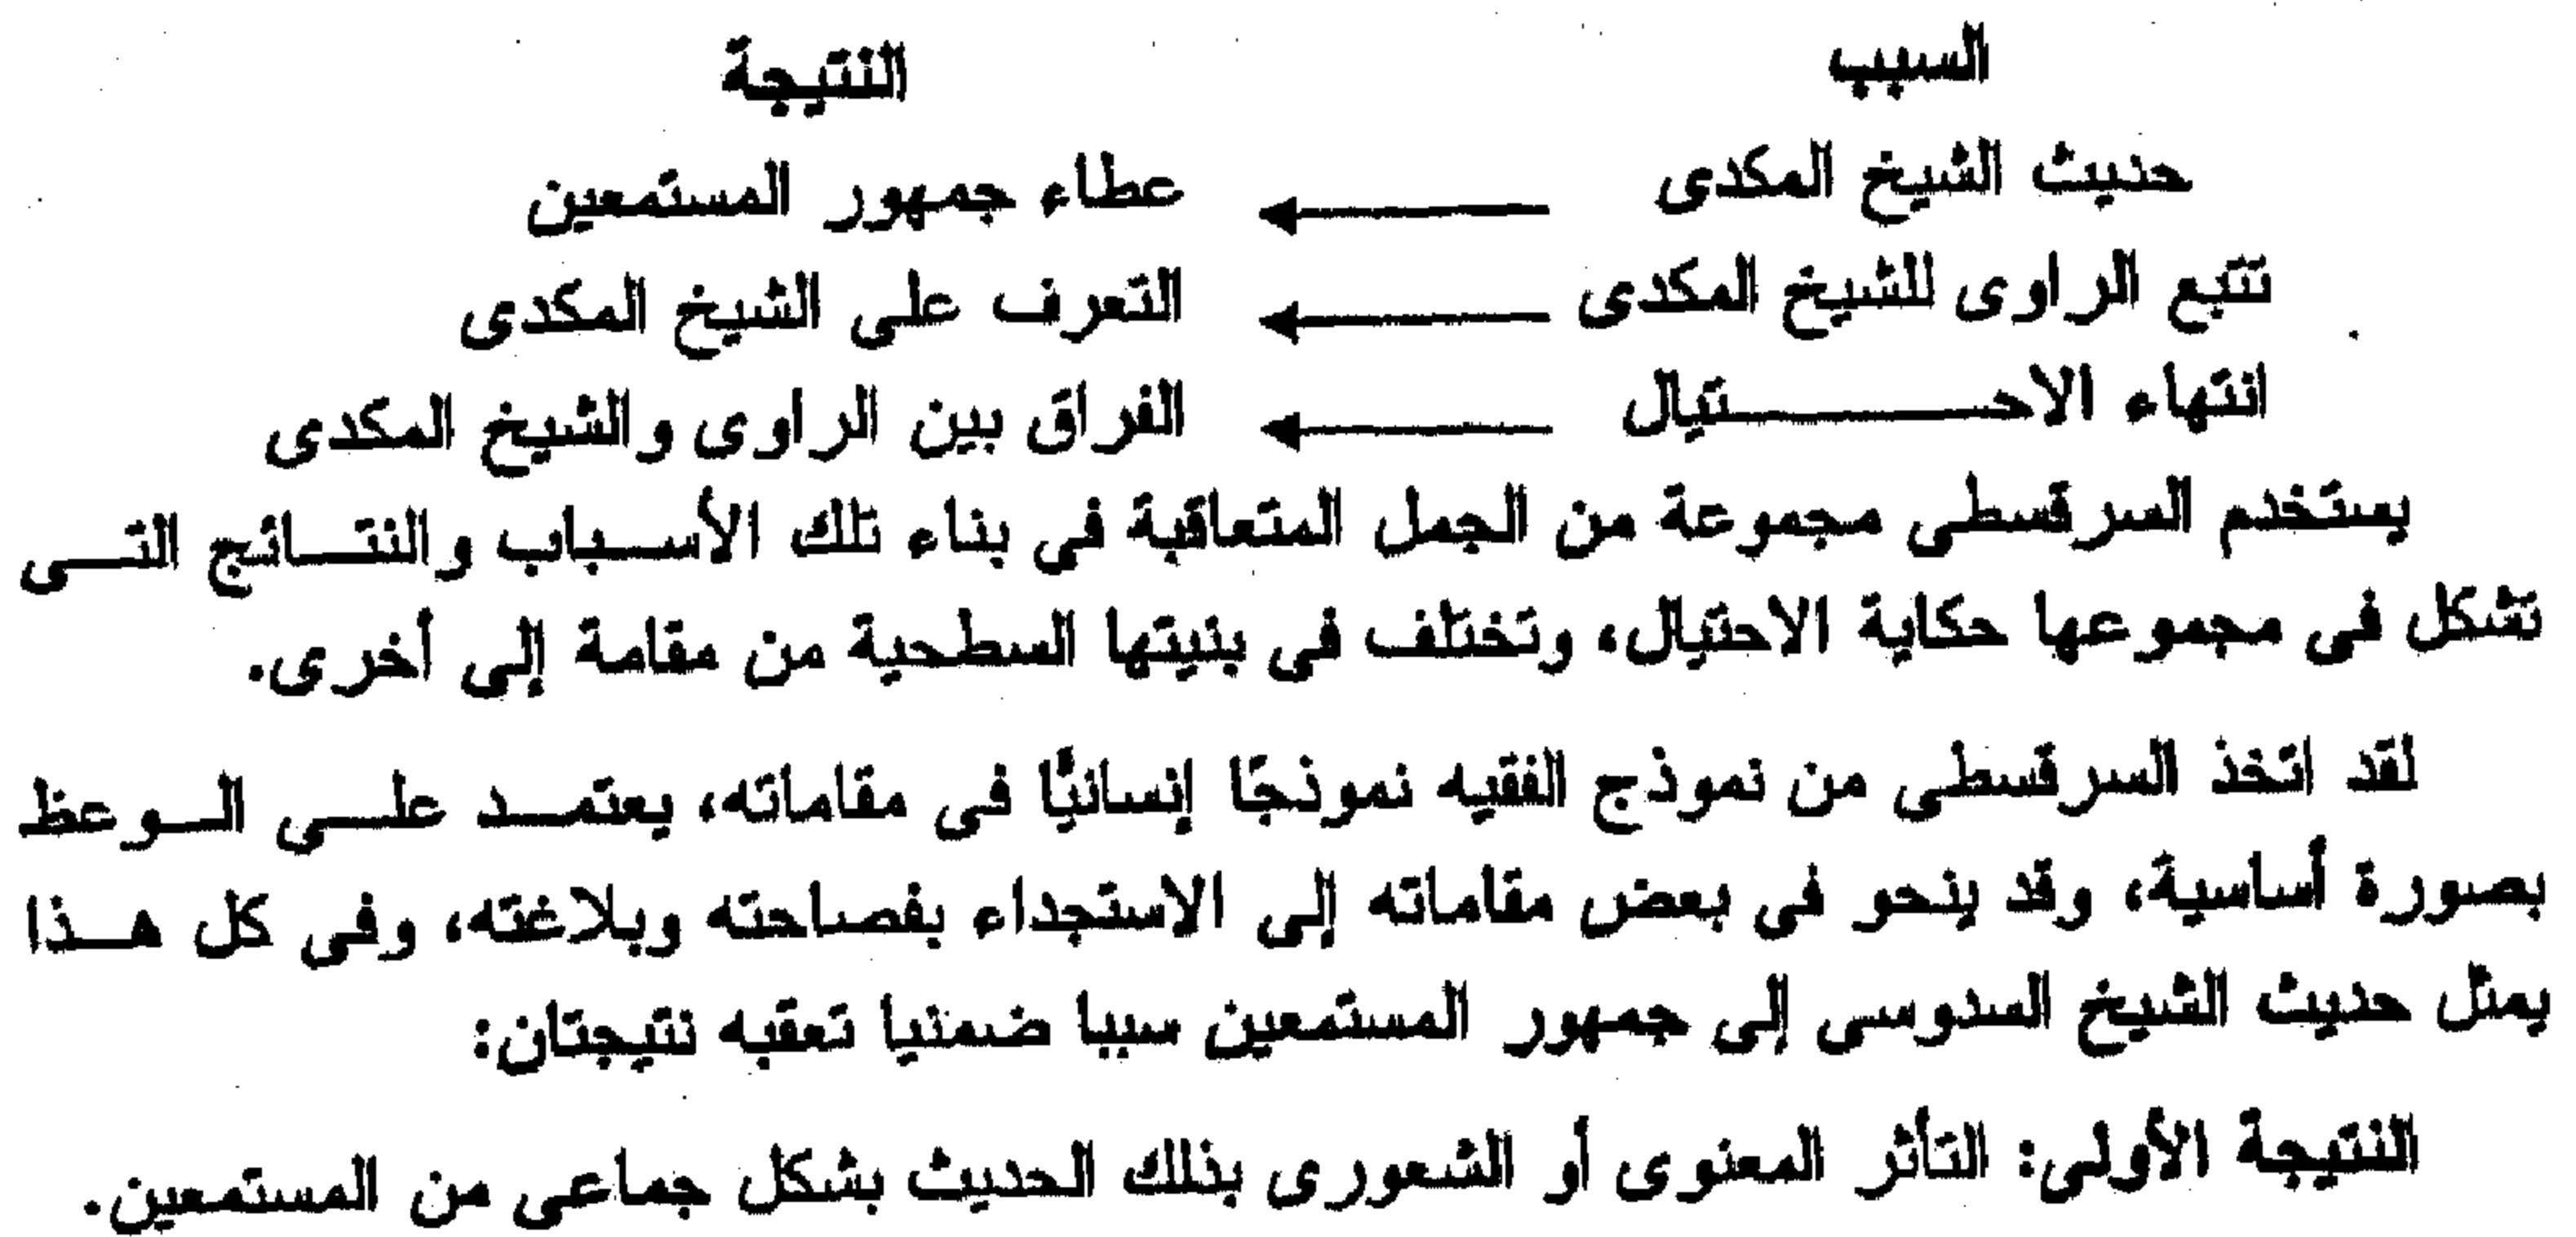 السبب النتيجة
حديث الشيخ المكدى ← عطاء جمهور المستمعين
تتبع الراوى للشيخ المكدى ← التعرف على الشيخ المكدى
انتهاء الاحتيال ← الفراق بين الراوى والشيخ المكدى
يستخدم السرقسطى مجموعة من الجمل المتعاقبة فى بناء تلك الأسباب والنتائج التى
تشكل فى مجموعها حكاية الاحتيال، وتختلف فى بنيتها السطحية من مقامة إلى أخرى.
لقد اتخذ السرقسطى من نموذج الفقيه نموذجًا إنسانيًّا فى مقاماته، يعتمد على الوعظ
بصورة أساسية، وقد ينحو فى بعض مقاماته إلى الاستجداء بفصاحته وبلاغته، وفى كل هذا
يمثل حديث الشيخ السدوسى إلى جمهور المستمعين سببا ضمنيا تعقبه نتيجتان:
النتيجة الأولى: التأثر المعنوى أو الشعورى بذلك الحديث بشكل جماعى من المستمعين.